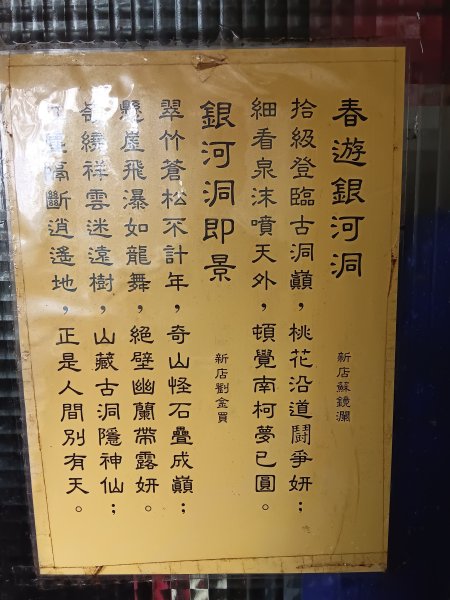 春遊銀河洞
新店蘇鏡瀾
拾級登臨古洞巔，桃花沿道鬪爭妍；
細看泉沫噴天外，頓覺南柯夢已圓。
銀河洞即景
新店劉金買
翠竹蒼松不計年，奇山怪石疊成巔；
懸崖飛瀑如龍舞，絕壁幽蘭帶露妍。
繞祥雲迷遠樹，山藏古洞隱神仙；
塵隔斷逍遙地，正是人間別有天。